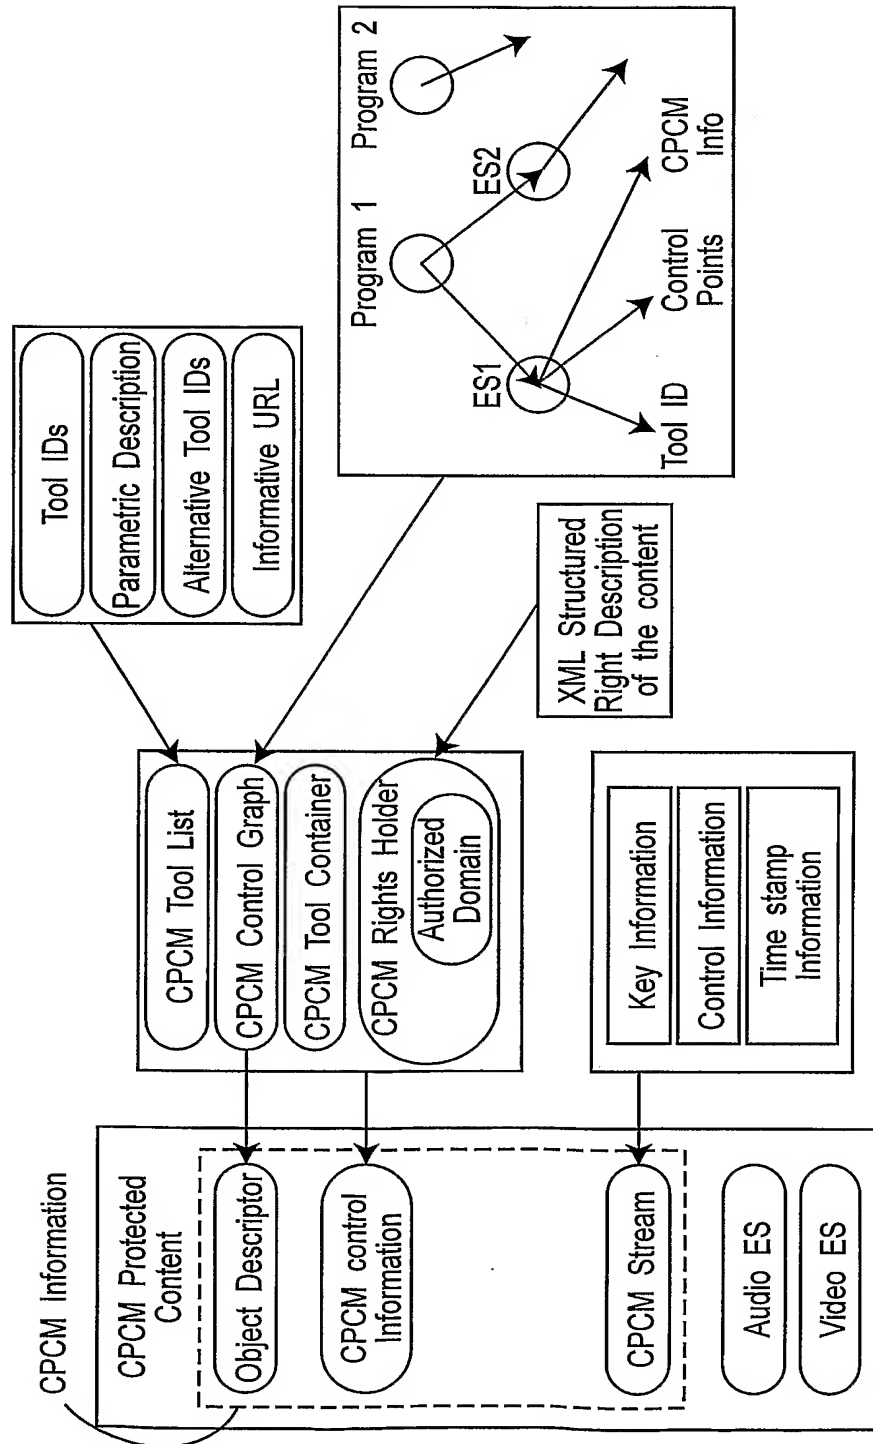 CPCM Information
CPCM Protected
Content
Object Descriptor
CPCM control
Information
CPCM Stream
Audio ES
Video ES
CPCM Tool List
CPCM Control Graph
CPCM Tool Container
CPCM Rights Holder
Authorized
Domain
Key Information
Control Information
Time stamp
Information
Tool IDs
Parametric Description
Alternative Tool IDs
Informative URL
XML Structured
Right Description
of the content
Program 1
Program 2
ES1
ES2
Tool ID
Control
Points
CPCM
Info